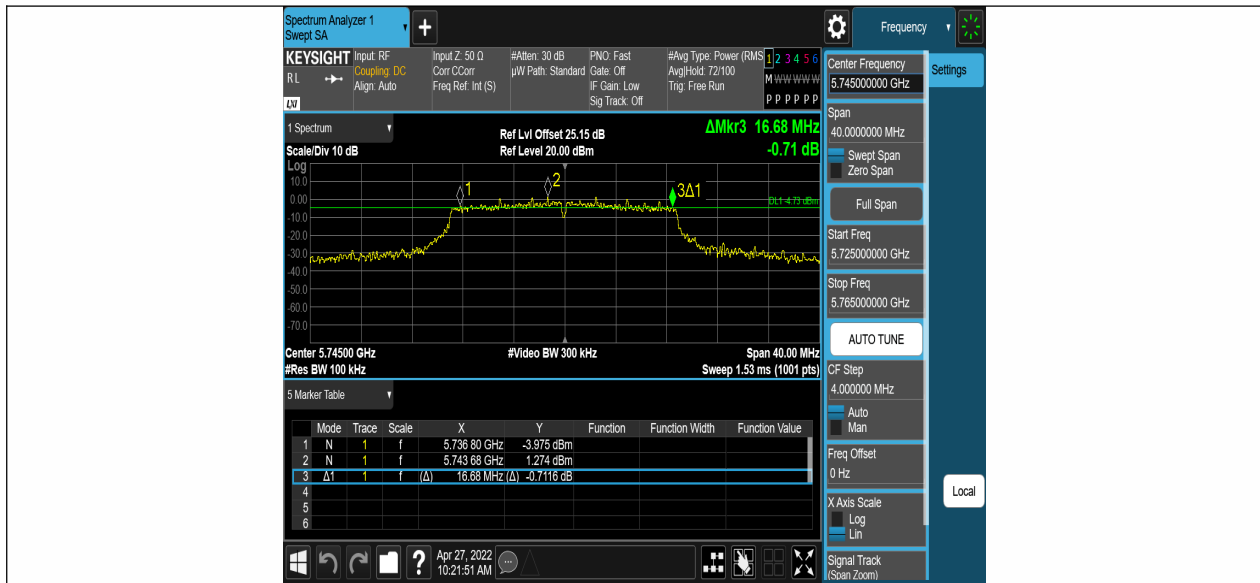 Spectrum Analyzer 1
Swept SA
+
Frequency
KEYSIGHT
RL
LXI
Input: RF
Coupling: DC
Align: Auto
Input Z: 50 Ω
Corr CCorr
Freq Ref: Int (S)
#Atten: 30 dB
µW Path: Standard
PNO: Fast
Gate: Off
IF Gain: Low
Sig Track: Off
#Avg Type: Power (RMS
Avg|Hold: 72/100
Trig: Free Run
1 2 3 4 5 6
M W W W W W
P P P P P P
1 Spectrum
Scale/Div 10 dB
Ref Lvl Offset 25.15 dB
Ref Level 20.00 dBm
ΔMkr3 16.68 MHz
-0.71 dB
Log
10.0
0.00
-10.0
-20.0
-30.0
-40.0
-50.0
-60.0
-70.0
1
2
3Δ1
DL1 -4.73 dBm
Center 5.74500 GHz
#Video BW 300 kHz
Span 40.00 MHz
#Res BW 100 kHz
Sweep 1.53 ms (1001 pts)
5 Marker Table
Mode Trace Scale X Y Function Function Width Function Value
1 N 1 f 5.736 80 GHz -3.975 dBm
2 N 1 f 5.743 68 GHz 1.274 dBm
3 Δ1 1 f (Δ) 16.68 MHz (Δ) -0.7116 dB
4
5
6
?
Apr 27, 2022
10:21:51 AM
Center Frequency
5.745000000 GHz
Span
40.0000000 MHz
Swept Span
Zero Span
Full Span
Start Freq
5.725000000 GHz
Stop Freq
5.765000000 GHz
AUTO TUNE
CF Step
4.000000 MHz
Auto
Man
Freq Offset
0 Hz
X Axis Scale
Log
Lin
Signal Track
(Span Zoom)
Settings
Local